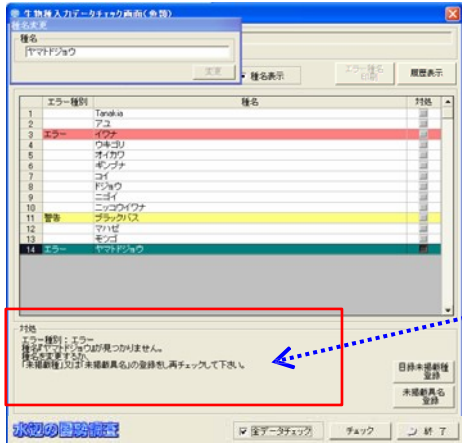 生物種入力データチェック画面(魚類)
種名変更
種名
ヤマトドジョウ
変更
種名表示
エラー種名印刷
履歴表示
エラー種別 種名 対処
1 Tanakia
2 アユ
3 エラー イワナ
4 ウキゴリ
5 オイカワ
6 ギンブナ
7 コイ
8 ドジョウ
9 ニゴイ
10 ニッコウイワナ
11 警告 ブラックバス
12 マハゼ
13 モツゴ
14 エラー ヤマトドジョウ
対処
エラー種別：エラー
種名『ヤマトドジョウ』が見つかりません。
種名を変更するか、
「未掲載種」又は「未掲載具名」の登録をし再チェックして下さい。
目録未掲載種
登録
未掲載具名
登録
水辺の国勢調査
全データチェック
チェック
終了